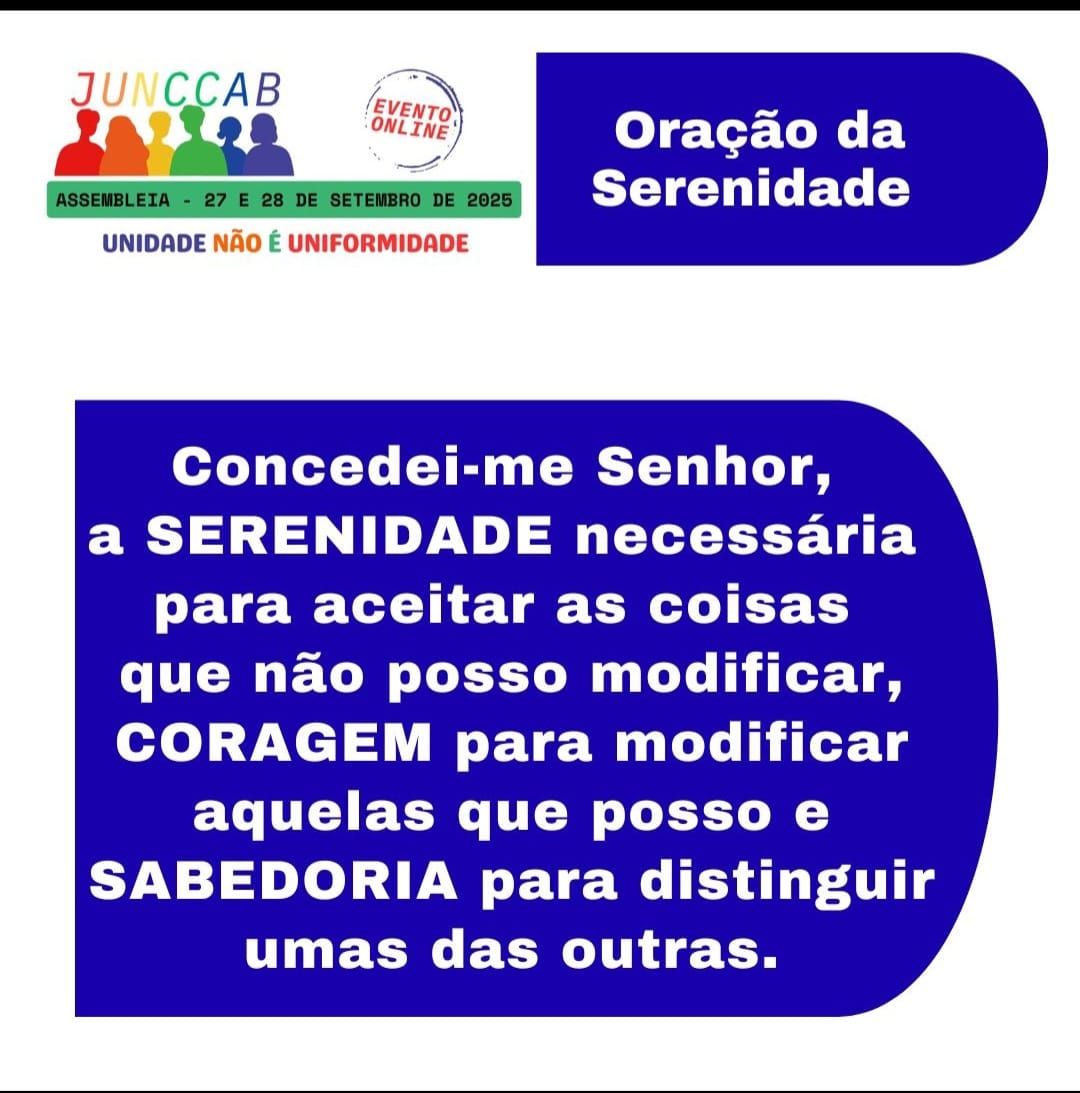 JUNCCAB
EVENTO
ONLINE
ASSEMBLEIA - 27 E 28 DE SETEMBRO DE 2025
UNIDADE NÃO É UNIFORMIDADE
Oração da
Serenidade
Concedei-me Senhor,
a SERENIDADE necessária
para aceitar as coisas
que não posso modificar,
CORAGEM para modificar
aquelas que posso e
SABEDORIA para distinguir
umas das outras.